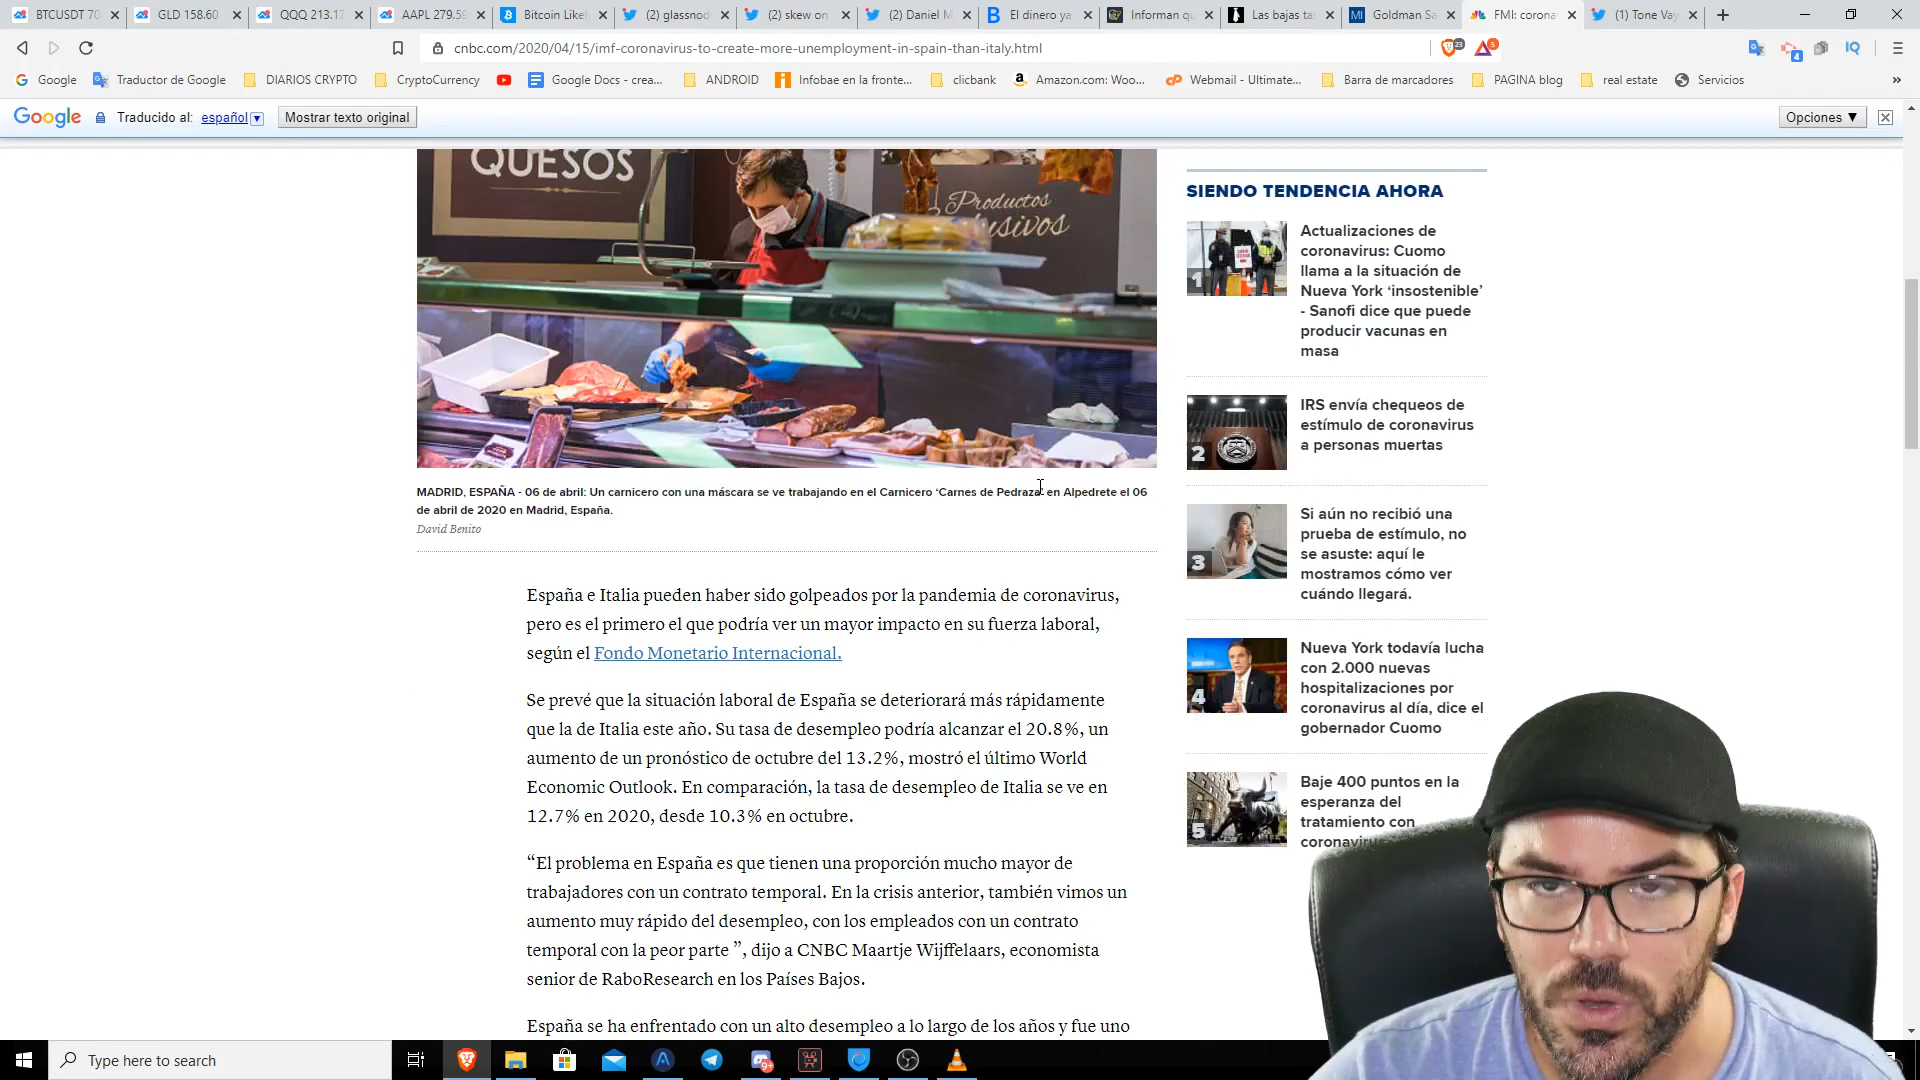 BTCUSDT 70
GLD 158.60
QQQ 213.17
AAPL 279.59
Bitcoin Likel
(2) glassnod
(2) skew on
(2) Daniel M
El dinero ya
Informan qu
Las bajas tas
Goldman Sa
FMI: corona
(1) Tone Vay
cnbc.com/2020/04/15/imf-coronavirus-to-create-more-unemployment-in-spain-than-italy.html
23
5
4
IQ
Google
Traductor de Google
DIARIOS CRYPTO
CryptoCurrency
Google Docs - crea...
ANDROID
Infobae en la fronte...
clicbank
Amazon.com: Woo...
Webmail - Ultimate...
Barra de marcadores
PAGINA blog
real estate
Servicios
Google
Traducido al: español
Mostrar texto original
Opciones ▼
QUESOS
Productos
MADRID, ESPAÑA - 06 de abril: Un carnicero con una máscara se ve trabajando en el Carnicero ‘Carnes de Pedraza’ en Alpedrete el 06
de abril de 2020 en Madrid, España.
David Benito
España e Italia pueden haber sido golpeados por la pandemia de coronavirus,
pero es el primero el que podría ver un mayor impacto en su fuerza laboral,
según el Fondo Monetario Internacional.
Se prevé que la situación laboral de España se deteriorará más rápidamente
que la de Italia este año. Su tasa de desempleo podría alcanzar el 20.8%, un
aumento de un pronóstico de octubre del 13.2%, mostró el último World
Economic Outlook. En comparación, la tasa de desempleo de Italia se ve en
12.7% en 2020, desde 10.3% en octubre.
“El problema en España es que tienen una proporción mucho mayor de
trabajadores con un contrato temporal. En la crisis anterior, también vimos un
aumento muy rápido del desempleo, con los empleados con un contrato
temporal con la peor parte ”, dijo a CNBC Maartje Wijffelaars, economista
senior de RaboResearch en los Países Bajos.
España se ha enfrentado con un alto desempleo a lo largo de los años y fue uno
SIENDO TENDENCIA AHORA
1
Actualizaciones de
coronavirus: Cuomo
llama a la situación de
Nueva York ‘insostenible’
- Sanofi dice que puede
producir vacunas en
masa
2
IRS envía chequeos de
estímulo de coronavirus
a personas muertas
3
Si aún no recibió una
prueba de estímulo, no
se asuste: aquí le
mostramos cómo ver
cuándo llegará.
4
Nueva York todavía lucha
con 2.000 nuevas
hospitalizaciones por
coronavirus al día, dice el
gobernador Cuomo
5
Baje 400 puntos en la
esperanza del
tratamiento con
Type here to search
9+